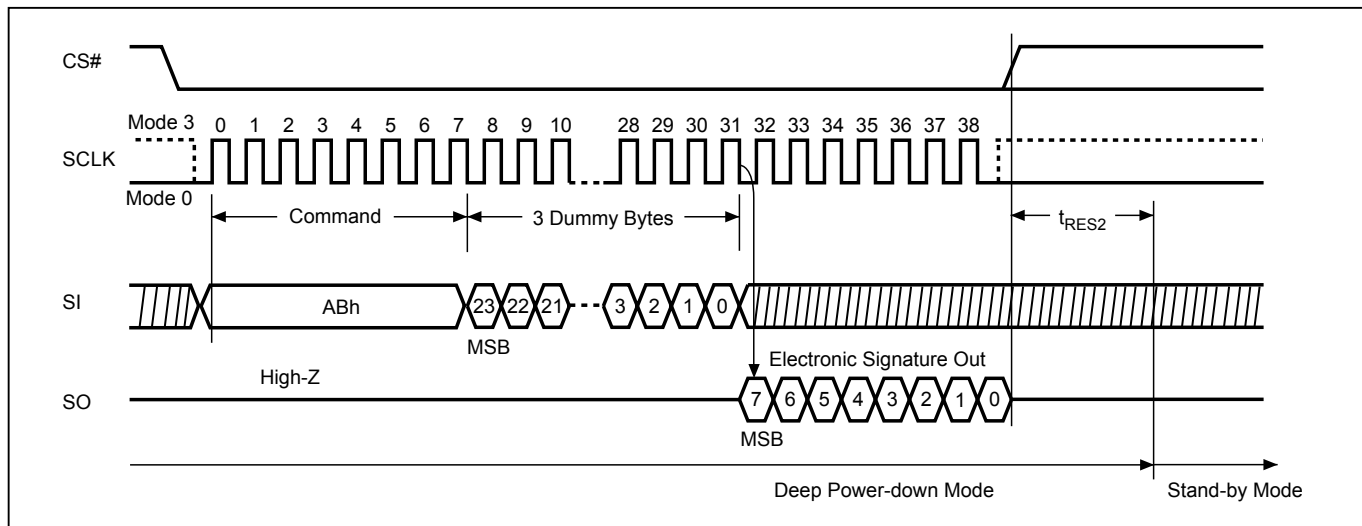 CS#
Mode 3
0 1 2 3 4 5 6 7 8 9 10 28 29 30 31 32 33 34 35 36 37 38
SCLK
Mode 0
Command
3 Dummy Bytes
tRES2
SI
ABh
23 22 21 3 2 1 0
MSB
Electronic Signature Out
High-Z
SO
7 6 5 4 3 2 1 0
MSB
Deep Power-down Mode
Stand-by Mode